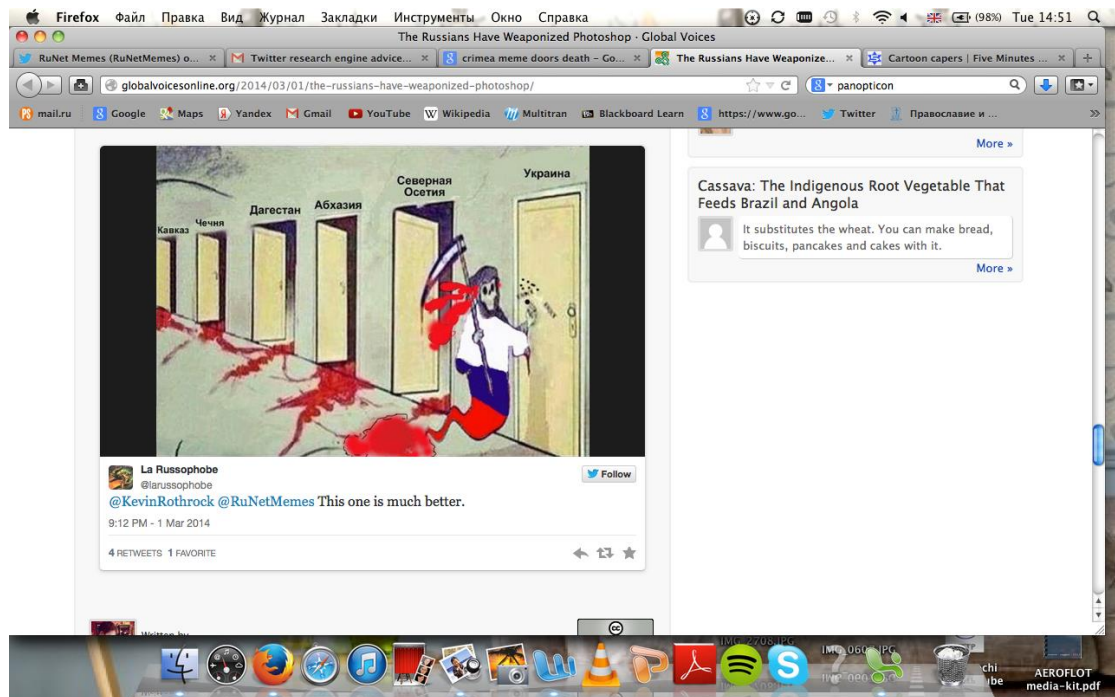 Firefox Файл Правка Вид Журнал Закладки Инструменты Окно Справка (98%) Tue 14:51
The Russians Have Weaponized Photoshop · Global Voices
RuNet Memes (RuNetMemes) o... Twitter research engine advice... crimea meme doors death – Go... The Russians Have Weaponize... Cartoon capers | Five Minutes ...
globalvoicesonline.org/2014/03/01/the-russians-have-weaponized-photoshop/ panopticon
mail.ru Google Maps Yandex Gmail YouTube Wikipedia Multitran Blackboard Learn https://www.go... Twitter Православие и ...
Кавказ
Чечня
Дагестан
Абхазия
Северная
Осетия
Украина
La Russophobe
@larussophobe
Follow
@KevinRothrock @RuNetMemes This one is much better.
9:12 PM - 1 Mar 2014
4 RETWEETS 1 FAVORITE
Written by
cc
More »
Cassava: The Indigenous Root Vegetable That
Feeds Brazil and Angola
It substitutes the wheat. You can make bread,
biscuits, pancakes and cakes with it.
More »
IMG_2708.JPG
AEROFLOT
media-kit.pdf